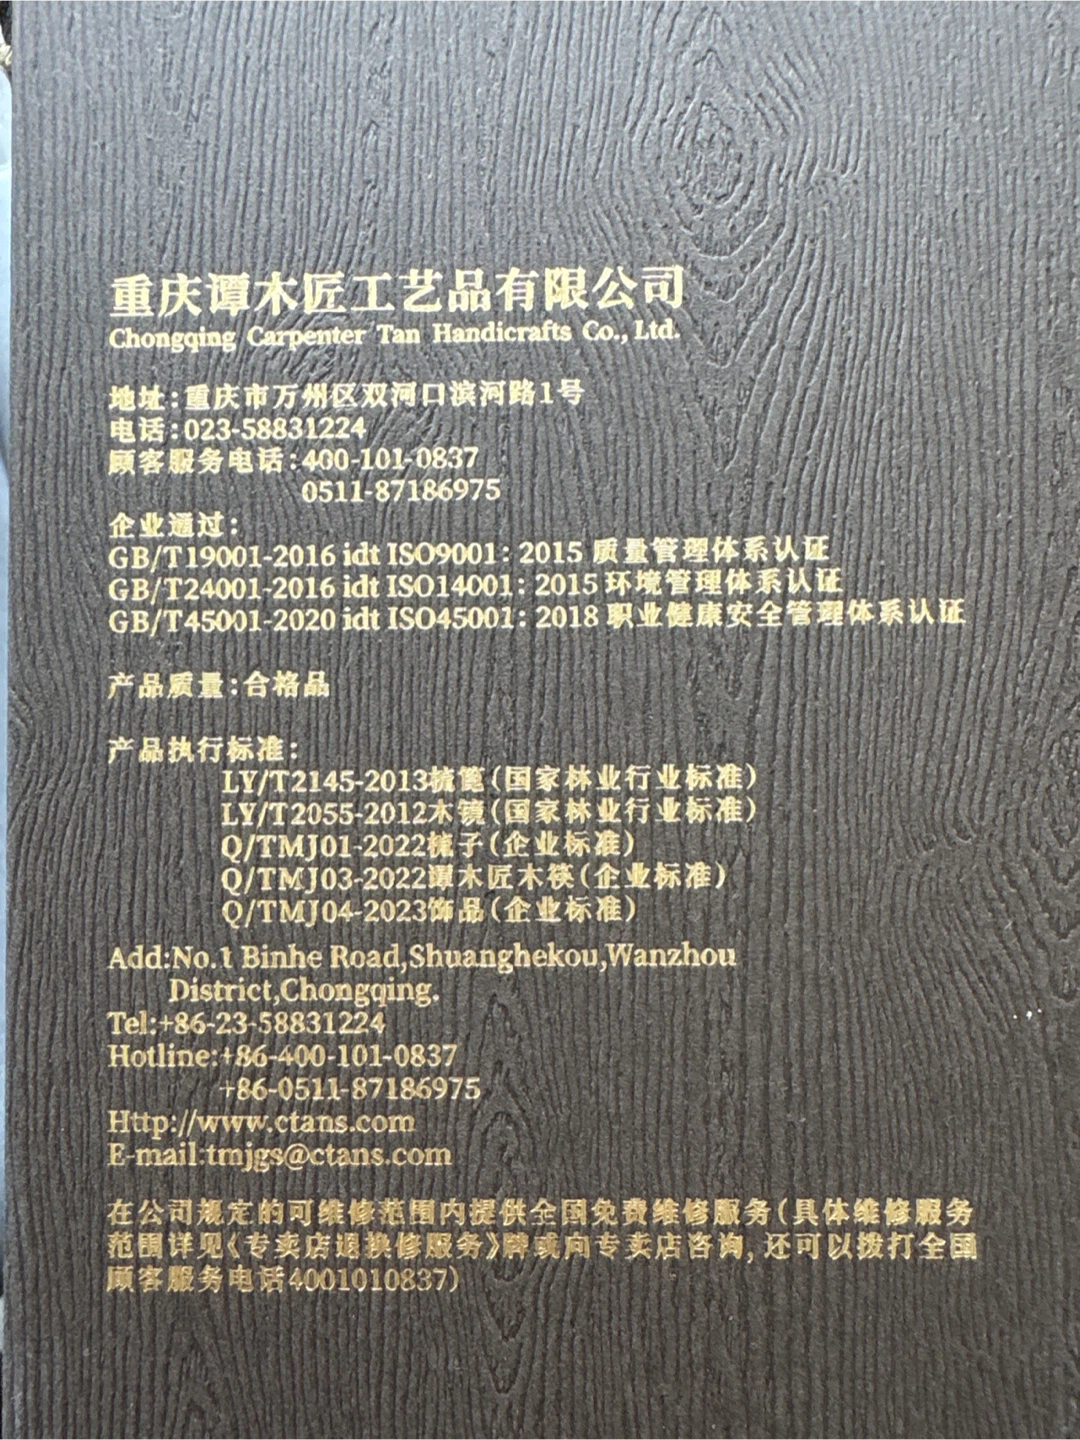 重庆谭木匠工艺品有限公司
Chongqing Carpenter Tan Handicrafts Co., Ltd.
地址:重庆市万州区双河口滨河路1号
电话:023-58831224
顾客服务电话:400-101-0837
0511-87186975
企业通过:
GB/T19001-2016 idt ISO9001: 2015 质量管理体系认证
GB/T24001-2016 idt ISO14001: 2015 环境管理体系认证
GB/T45001-2020 idt ISO45001: 2018 职业健康安全管理体系认证
产品质量:合格品
产品执行标准:
LY/T2145-2013梳篦(国家林业行业标准)
LY/T2055-2012木镜(国家林业行业标准)
Q/TMJ01-2022梳子(企业标准)
Q/TMJ03-2022谭木匠木筷(企业标准)
Q/TMJ04-2023饰品(企业标准)
Add:No.1 Binhe Road,Shuanghekou,Wanzhou
District,Chongqing.
Tel:+86-23-58831224
Hotline:+86-400-101-0837
+86-0511-87186975
Http://www.ctans.com
E-mail:tmjgs@ctans.com
在公司规定的可维修范围内提供全国免费维修服务(具体维修服务
范围详见《专卖店退换修服务》牌或向专卖店咨询,还可以拨打全国
顾客服务电话4001010837)